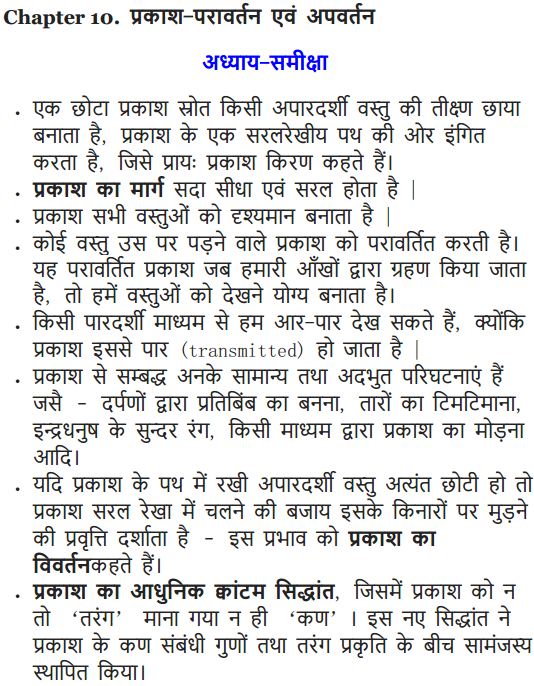 Chapter 10. प्रकाश-परावर्तन एवं अपवर्तन
अध्याय-समीक्षा
. एक छोटा प्रकाश स्रोत किसी अपारदर्शी वस्तु की तीक्ष्ण छाया
बनाता है, प्रकाश के एक सरलरेखीय पथ की ओर इंगित
करता है, जिसे प्रायः प्रकाश किरण कहते हैं।
. प्रकाश का मार्ग सदा सीधा एवं सरल होता है |
. प्रकाश सभी वस्तुओं को दृश्यमान बनाता है |
. कोई वस्तु उस पर पड़ने वाले प्रकाश को परावर्तित करती है।
यह परावर्तित प्रकाश जब हमारी आँखों द्वारा ग्रहण किया जाता
है, तो हमें वस्तुओं को देखने योग्य बनाता है।
. किसी पारदर्शी माध्यम से हम आर-पार देख सकते हैं, क्योंकि
प्रकाश इससे पार (transmitted) हो जाता है |
. प्रकाश से सम्बद्ध अनके सामान्य तथा अदभुत परिघटनाएं हैं
जसै - दर्पणों द्वारा प्रतिबिंब का बनना, तारों का टिमटिमाना,
इन्द्रधनुष के सुन्दर रंग, किसी माध्यम द्वारा प्रकाश का मोड़ना
आदि।
. यदि प्रकाश के पथ में रखी अपारदर्शी वस्तु अत्यंत छोटी हो तो
प्रकाश सरल रेखा में चलने की बजाय इसके किनारों पर मुड़ने
की प्रवृत्ति दर्शाता है - इस प्रभाव को प्रकाश का
विवर्तनकहते हैं।
. प्रकाश का आधुनिक क्वांटम सिद्धांत, जिसमें प्रकाश को न
तो ‘तरंग’ माना गया न ही ‘कण’ । इस नए सिद्धांत ने
प्रकाश के कण संबंधी गुणों तथा तरंग प्रकृति के बीच सामंजस्य
स्थापित किया।